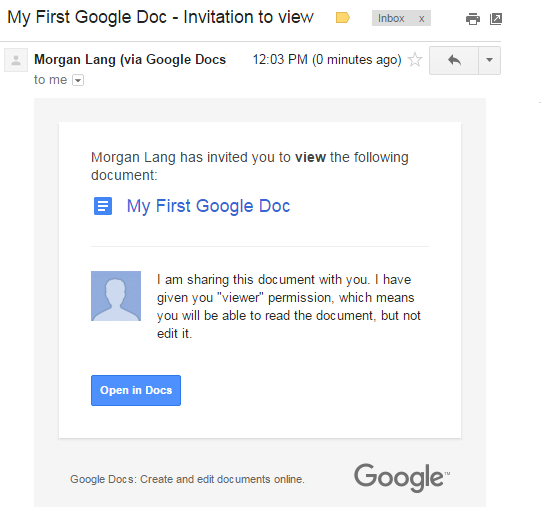 My First Google Doc - Invitation to view
Inbox x
Morgan Lang (via Google Docs 12:03 PM (0 minutes ago)
to me
Morgan Lang has invited you to view the following
document:
My First Google Doc
I am sharing this document with you. I have
given you "viewer" permission, which means
you will be able to read the document, but not
edit it.
Open in Docs
Google Docs: Create and edit documents online.
Google™